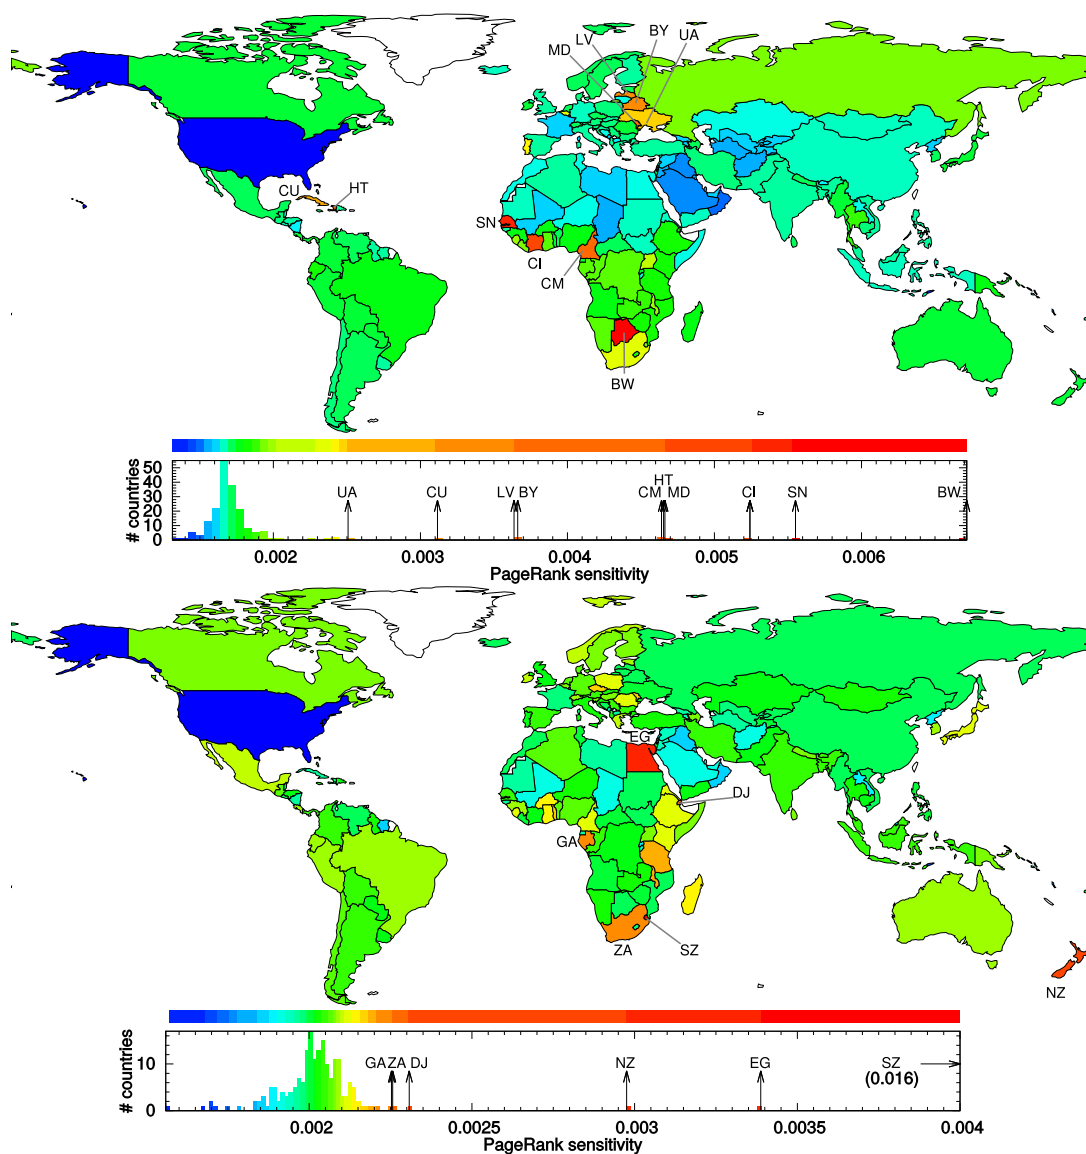 LV
BY
UA
MD
CU
HT
SN
CI
CM
BW
# countries
50
40
30
20
10
0
UA
CU
LV
BY
CM
HT
MD
CI
SN
BW
0.002
0.003
0.004
0.005
0.006
PageRank sensitivity
EG
DJ
GA
ZA
SZ
NZ
# countries
10
0
GA
ZA
DJ
NZ
EG
SZ
(0.016)
0.002
0.0025
0.003
0.0035
0.004
PageRank sensitivity